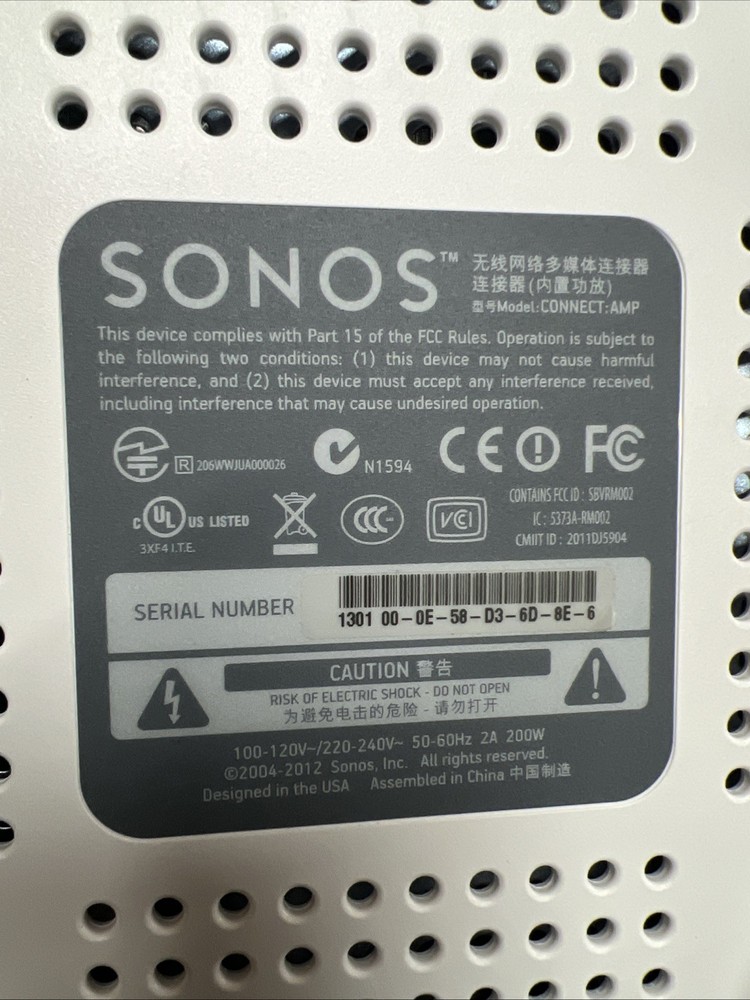 SONOS™
无线网络多媒体连接器
连接器(内置功放)
型号Model:CONNECT:AMP
This device complies with Part 15 of the FCC Rules. Operation is subject to
the following two conditions: (1) this device may not cause harmful
interference, and (2) this device must accept any interference received,
including interference that may cause undesired operation.
R 206WWJUA000026
N1594
CE
FC
C UL US LISTED
3XF4 I.T.E.
CCC
VCI
CONTAINS FCC ID : SBVRM002
IC : 5373A-RM002
CMIIT ID : 2011DJ5904
SERIAL NUMBER
1301 00-0E-58-D3-6D-8E-6
CAUTION 警告
RISK OF ELECTRIC SHOCK - DO NOT OPEN
为避免电击的危险 - 请勿打开
100-120V~/220-240V~ 50-60Hz 2A 200W
©2004-2012 Sonos, Inc. All rights reserved.
Designed in the USA Assembled in China 中国制造